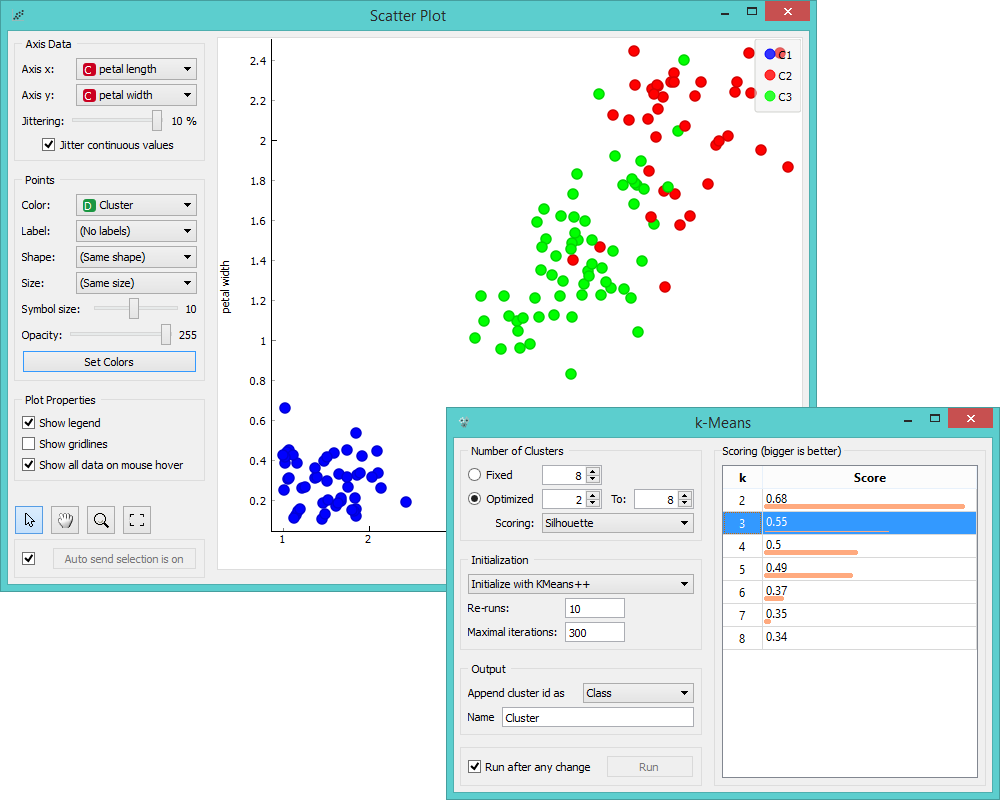 Scatter Plot
Axis Data
Axis x: C petal length
Axis y: C petal width
Jittering: 10 %
Jitter continuous values
Points
Color: D Cluster
Label: (No labels)
Shape: (Same shape)
Size: (Same size)
Symbol size: 10
Opacity: 255
Set Colors
Plot Properties
Show legend
Show gridlines
Show all data on mouse hover
Auto send selection is on
petal width
2.4
2.2
2
1.8
1.6
1.4
1.2
1
0.8
0.6
0.4
0.2
1 2
C1
C2
C3
k-Means
Number of Clusters
Fixed 8
Optimized 2 To: 8
Scoring: Silhouette
Initialization
Initialize with KMeans++
Re-runs: 10
Maximal iterations: 300
Output
Append cluster id as Class
Name Cluster
Run after any change Run
Scoring (bigger is better)
k Score
2 0.68
3 0.55
4 0.5
5 0.49
6 0.37
7 0.35
8 0.34